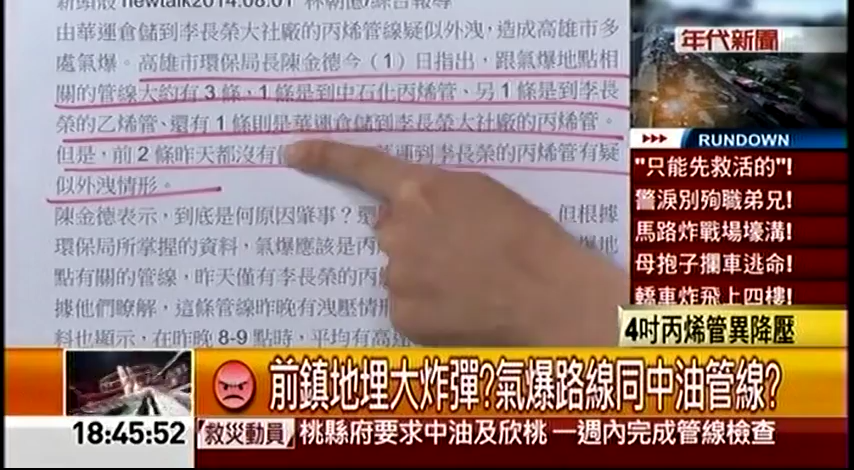 newtalk2014.08.01
綜合報導
由華運倉儲到李長榮大社廠的丙烯管線疑似外洩，造成高雄市多
處氣爆。高雄市環保局長陳金德今（1）日指出，跟氣爆地點相
關的管線大約有3條，1條是到中石化丙烯管、另1條是到李長
榮的乙烯管、還有1條則是華運倉儲到李長榮大社廠的丙烯管。
但是，前2條昨天都沒有 華運到李長榮的丙烯管有疑
似外洩情形。
陳金德表示，到底是何原因肇事？ 但根據
環保局所掌握的資料，氣爆應該是丙
點有關的管線，昨天僅有李長榮的丙
據他們瞭解，這條管線昨晚有洩壓情形
料也顯示，在昨晚8-9點時，平均有高
年代新聞
RUNDOWN
"只能先救活的"!
警淚別殉職弟兄!
馬路炸戰場壕溝!
母抱子攔車逃命!
轎車炸飛上四樓!
4吋丙烯管異降壓
前鎮地埋大炸彈?氣爆路線同中油管線?
18:45:52
救災動員
桃縣府要求中油及欣桃 一週內完成管線檢查